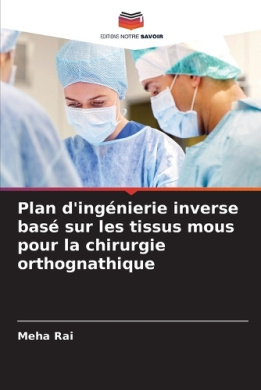 EDITIONS NOTRE SAVOIR
Plan d'ingénierie inverse
basé sur les tissus mous
pour la chirurgie
orthognathique
Meha Rai